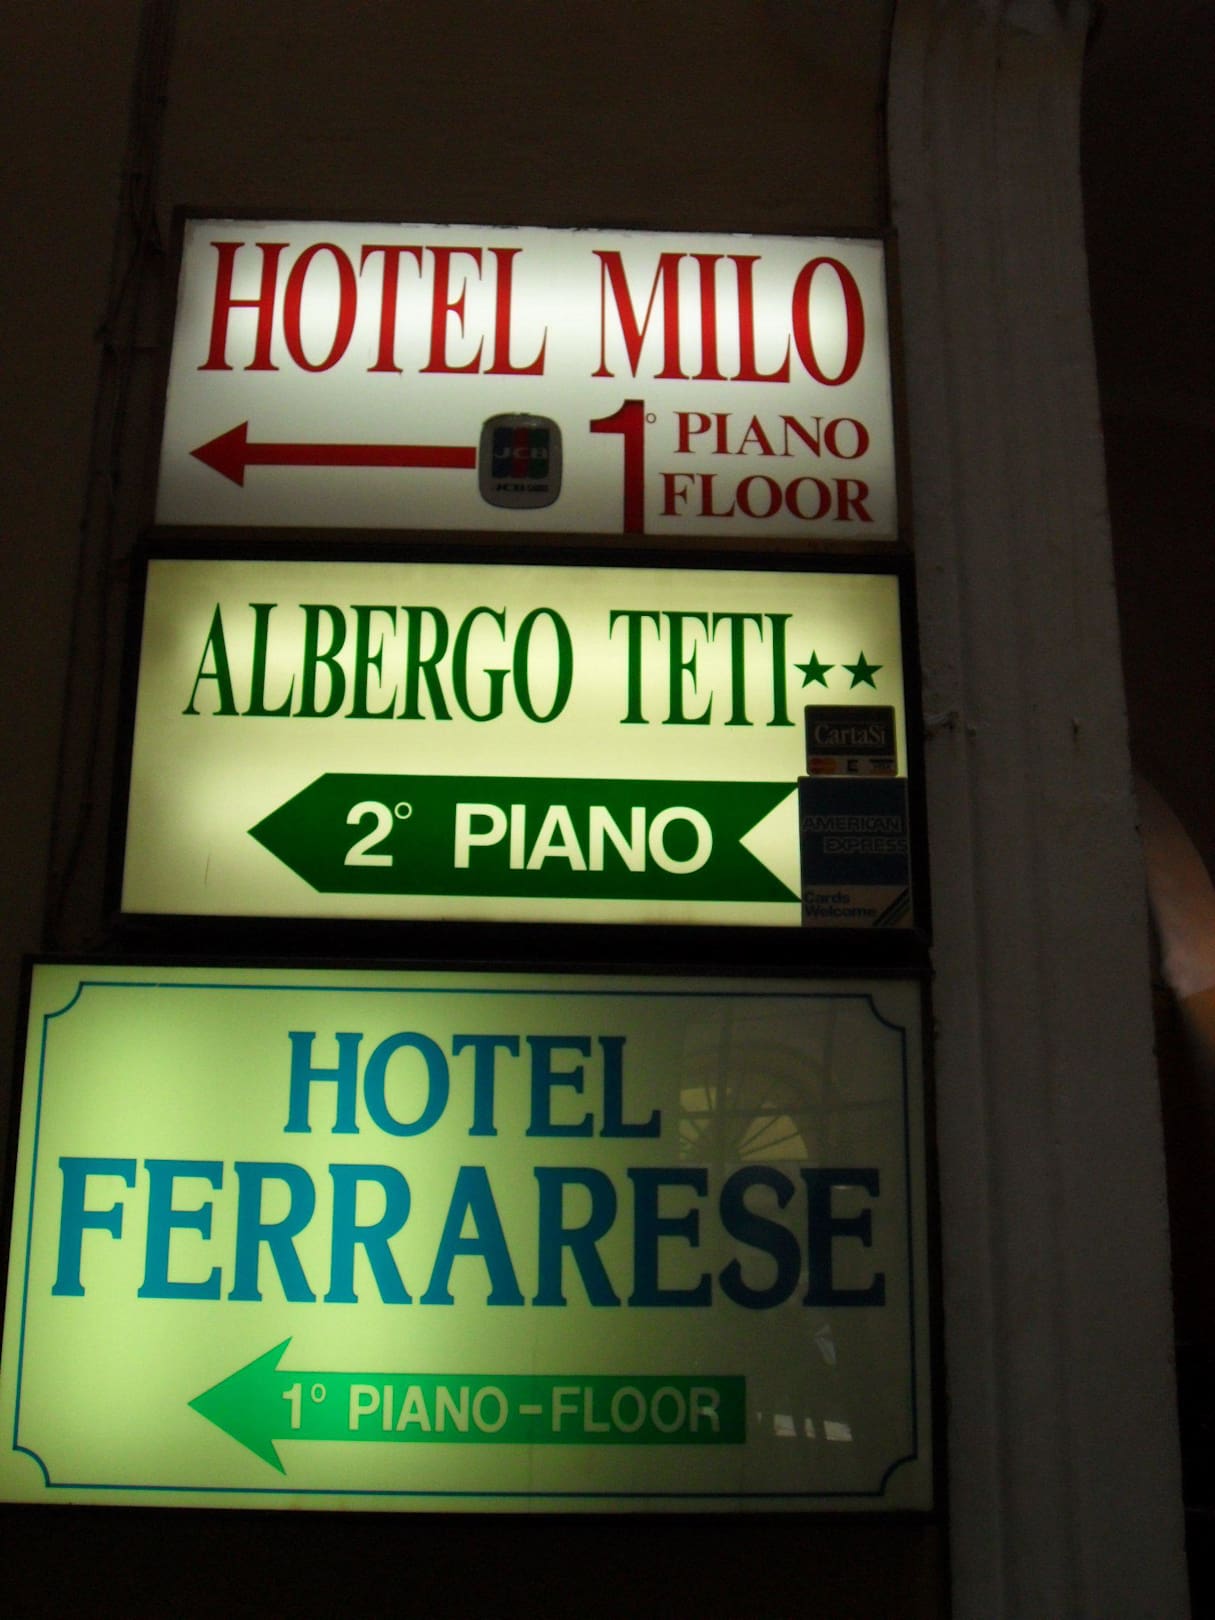 HOTEL MILO
1° PIANO
FLOOR
JCB
ALBERGO TETI★★
CartaSi
2° PIANO
AMERICAN
EXPRESS
Cards
Welcome
HOTEL
FERRARESE
1° PIANO-FLOOR